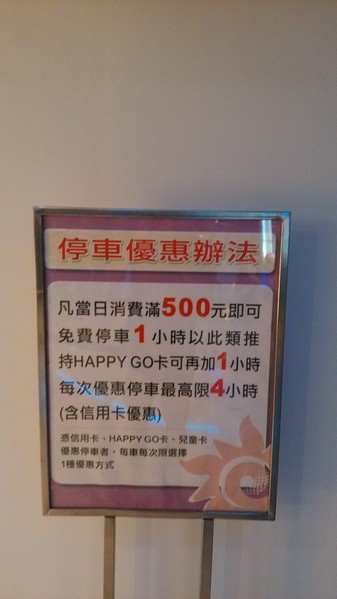 停車優惠辦法
凡當日消費滿500元即可
免費停車1小時以此類推
持HAPPY GO卡可再加1小時
每次優惠停車最高限4小時
(含信用卡優惠)
憑信用卡、HAPPY GO卡、兒童卡
優惠停車者，每車每次限選擇
1種優惠方式